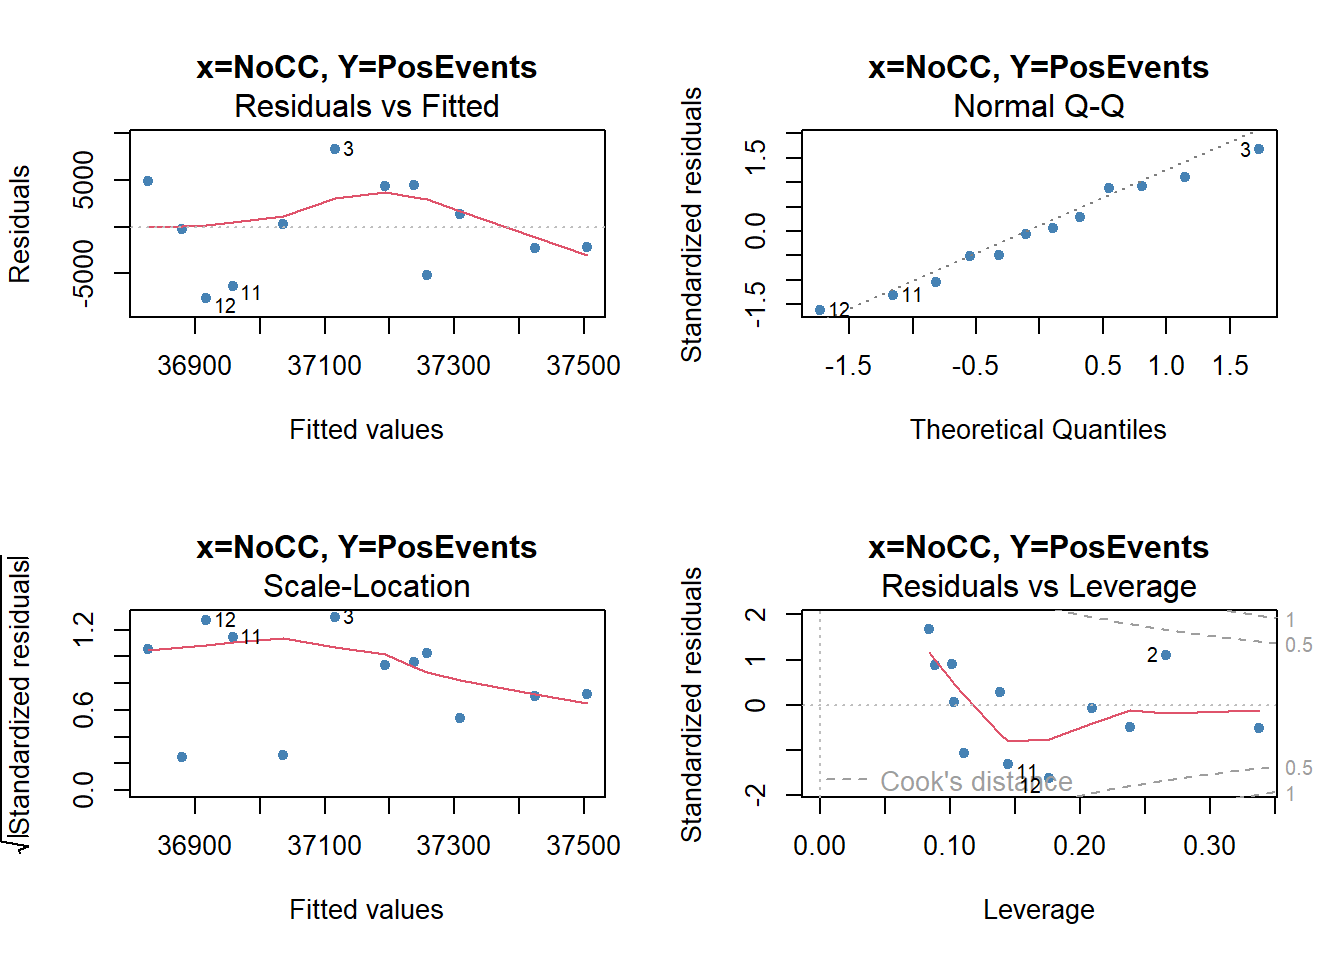 x=NoCC, Y=PosEvents
Residuals vs Fitted
Residuals
5000
-5000
3
12
11
36900 37100 37300 37500
Fitted values
x=NoCC, Y=PosEvents
Normal Q-Q
Standardized residuals
1.5
0.0
-1.5
3
12
11
-1.5 -0.5 0.5 1.0 1.5
Theoretical Quantiles
x=NoCC, Y=PosEvents
Scale-Location
√|Standardized residuals|
1.2
0.6
0.0
12
11
3
36900 37100 37300 37500
Fitted values
x=NoCC, Y=PosEvents
Residuals vs Leverage
Standardized residuals
2
1
0
-2
2
11
12
Cook's distance
1
0.5
0.5
1
0.00 0.10 0.20 0.30
Leverage